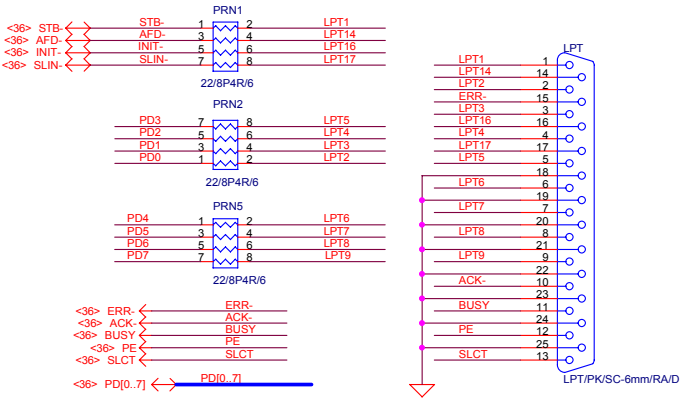 PRN1
<36> STB- STB- 1 2 LPT1
<36> AFD- AFD- 3 4 LPT14
<36> INIT- INIT- 5 6 LPT16
<36> SLIN- SLIN- 7 8 LPT17
22/8P4R/6
PRN2
PD3 7 8 LPT5
PD2 5 6 LPT4
PD1 3 4 LPT3
PD0 1 2 LPT2
22/8P4R/6
PRN5
PD4 1 2 LPT6
PD5 3 4 LPT7
PD6 5 6 LPT8
PD7 7 8 LPT9
22/8P4R/6
<36> ERR- ERR-
<36> ACK- ACK-
<36> BUSY BUSY
<36> PE PE
<36> SLCT SLCT
<36> PD[0..7] PD[0..7]
LPT
LPT1 1
LPT14 14
LPT2 2
ERR- 15
LPT3 3
LPT16 16
LPT4 4
LPT17 17
LPT5 5
18
LPT6 6
19
LPT7 7
20
LPT8 8
21
LPT9 9
22
ACK- 10
23
BUSY 11
24
PE 12
25
SLCT 13
LPT/PK/SC-6mm/RA/D